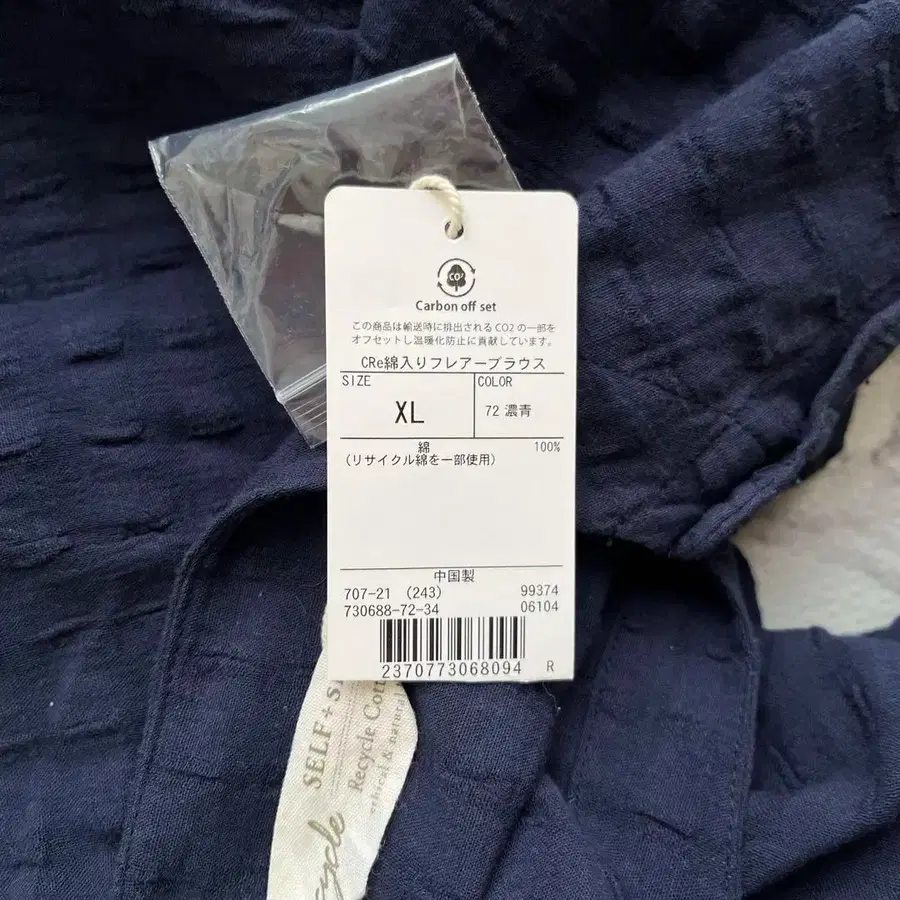 CO2
Carbon off set
この商品は輸送時に排出されるCO2の一部を
オフセットし温暖化防止に貢献しています。
CRe綿入りフレアーブラウス
SIZE
COLOR
XL
72 濃青
綿 100%
(リサイクル綿を一部使用)
中国製
707-21 (243) 99374
730688-72-34 06104
2370773068094 R
SELF+S
Recycle Cott
ethical & natural
cycle